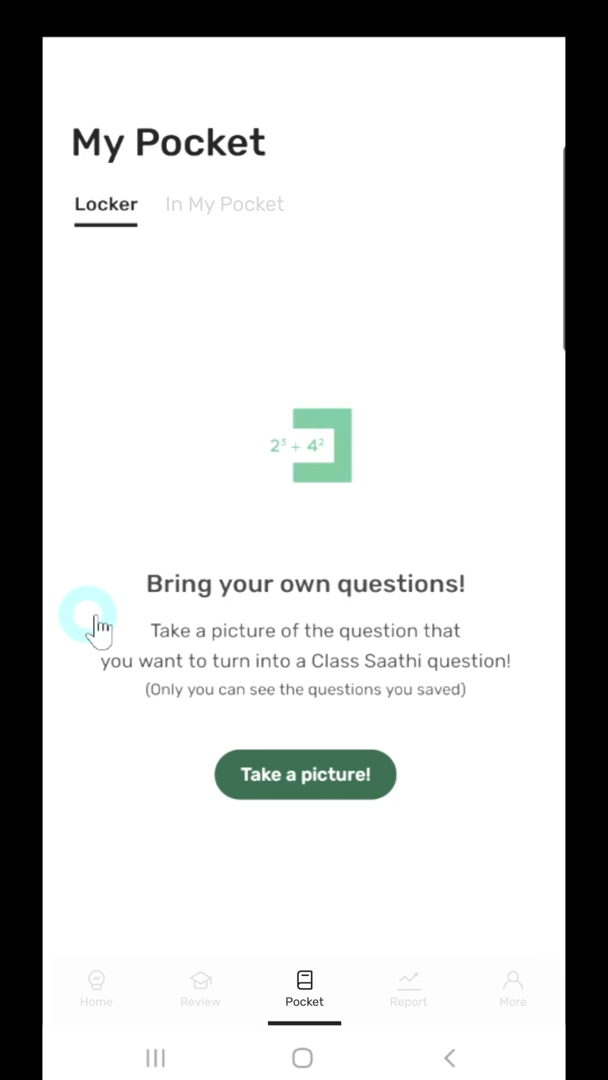 My Pocket
Locker In My Pocket
2³ + 4²
Bring your own questions!
Take a picture of the question that
you want to turn into a Class Saathi question!
(Only you can see the questions you saved)
Take a picture!
Home Review Pocket Report More